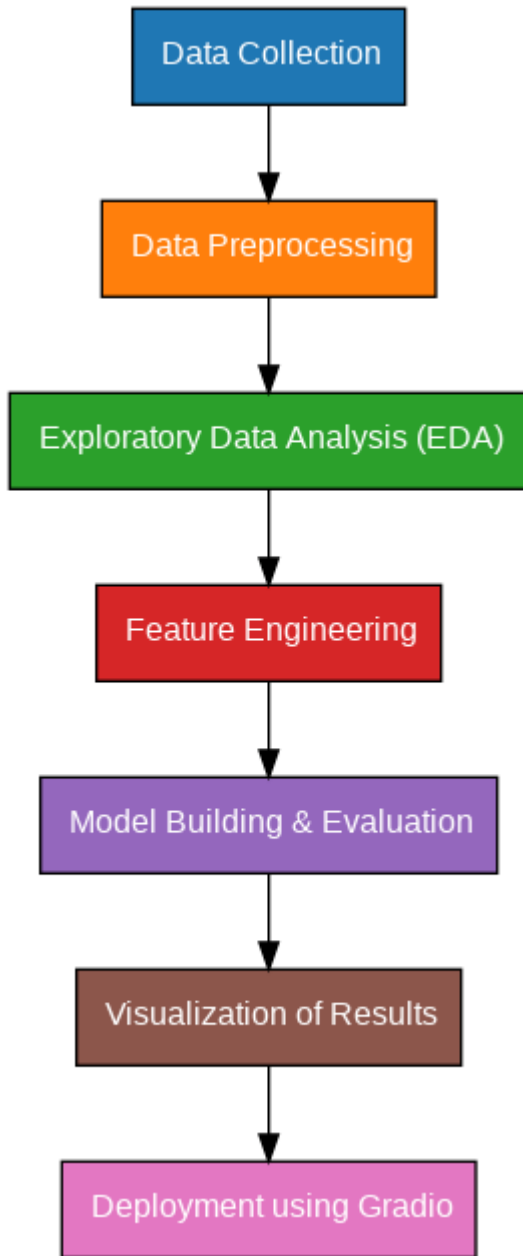 Data Collection
Data Preprocessing
Exploratory Data Analysis (EDA)
Feature Engineering
Model Building & Evaluation
Visualization of Results
Deployment using Gradio